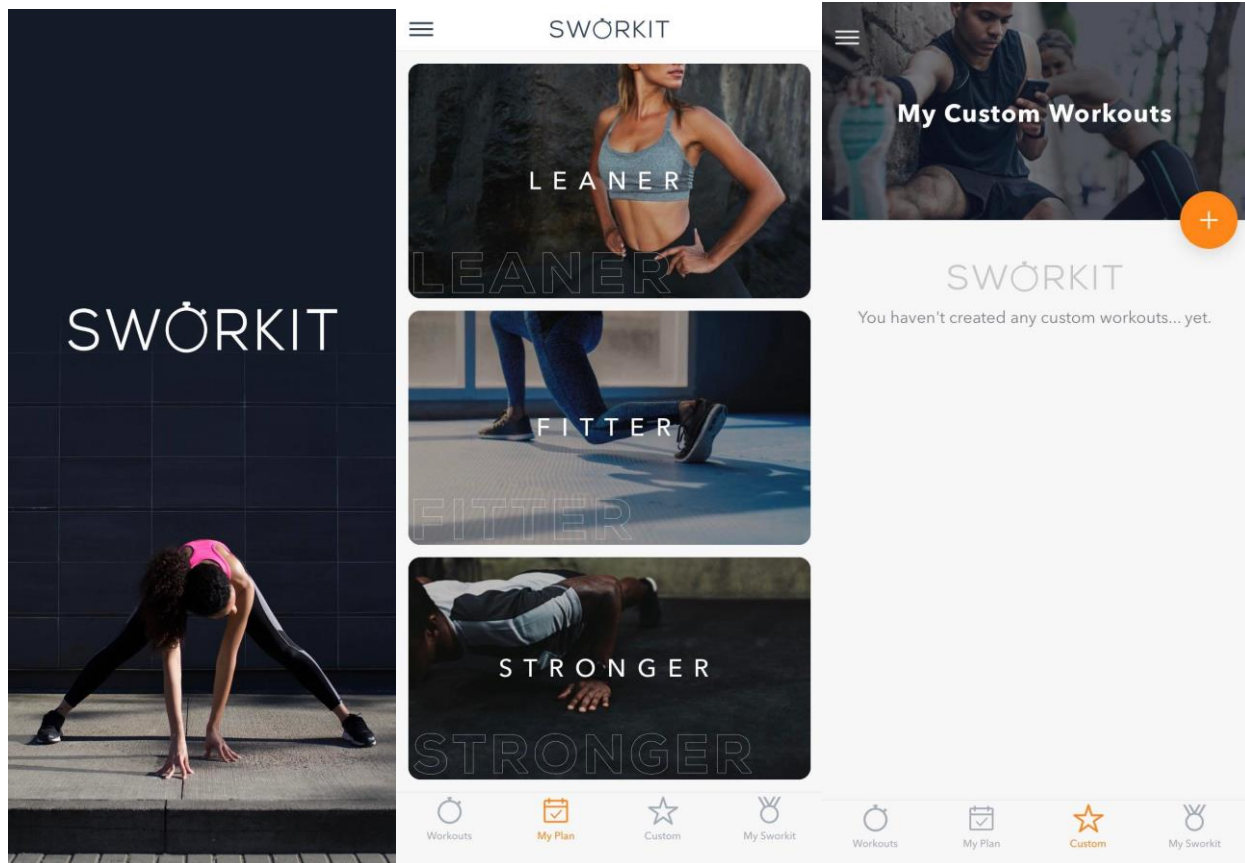 SWORKIT
SWORKIT
LEANER
LEANER
FITTER
FITTER
STRONGER
STRONGER
Workouts
My Plan
Custom
My Sworkit
My Custom Workouts
+
SWORKIT
You haven't created any custom workouts... yet.
Workouts
My Plan
Custom
My Sworkit